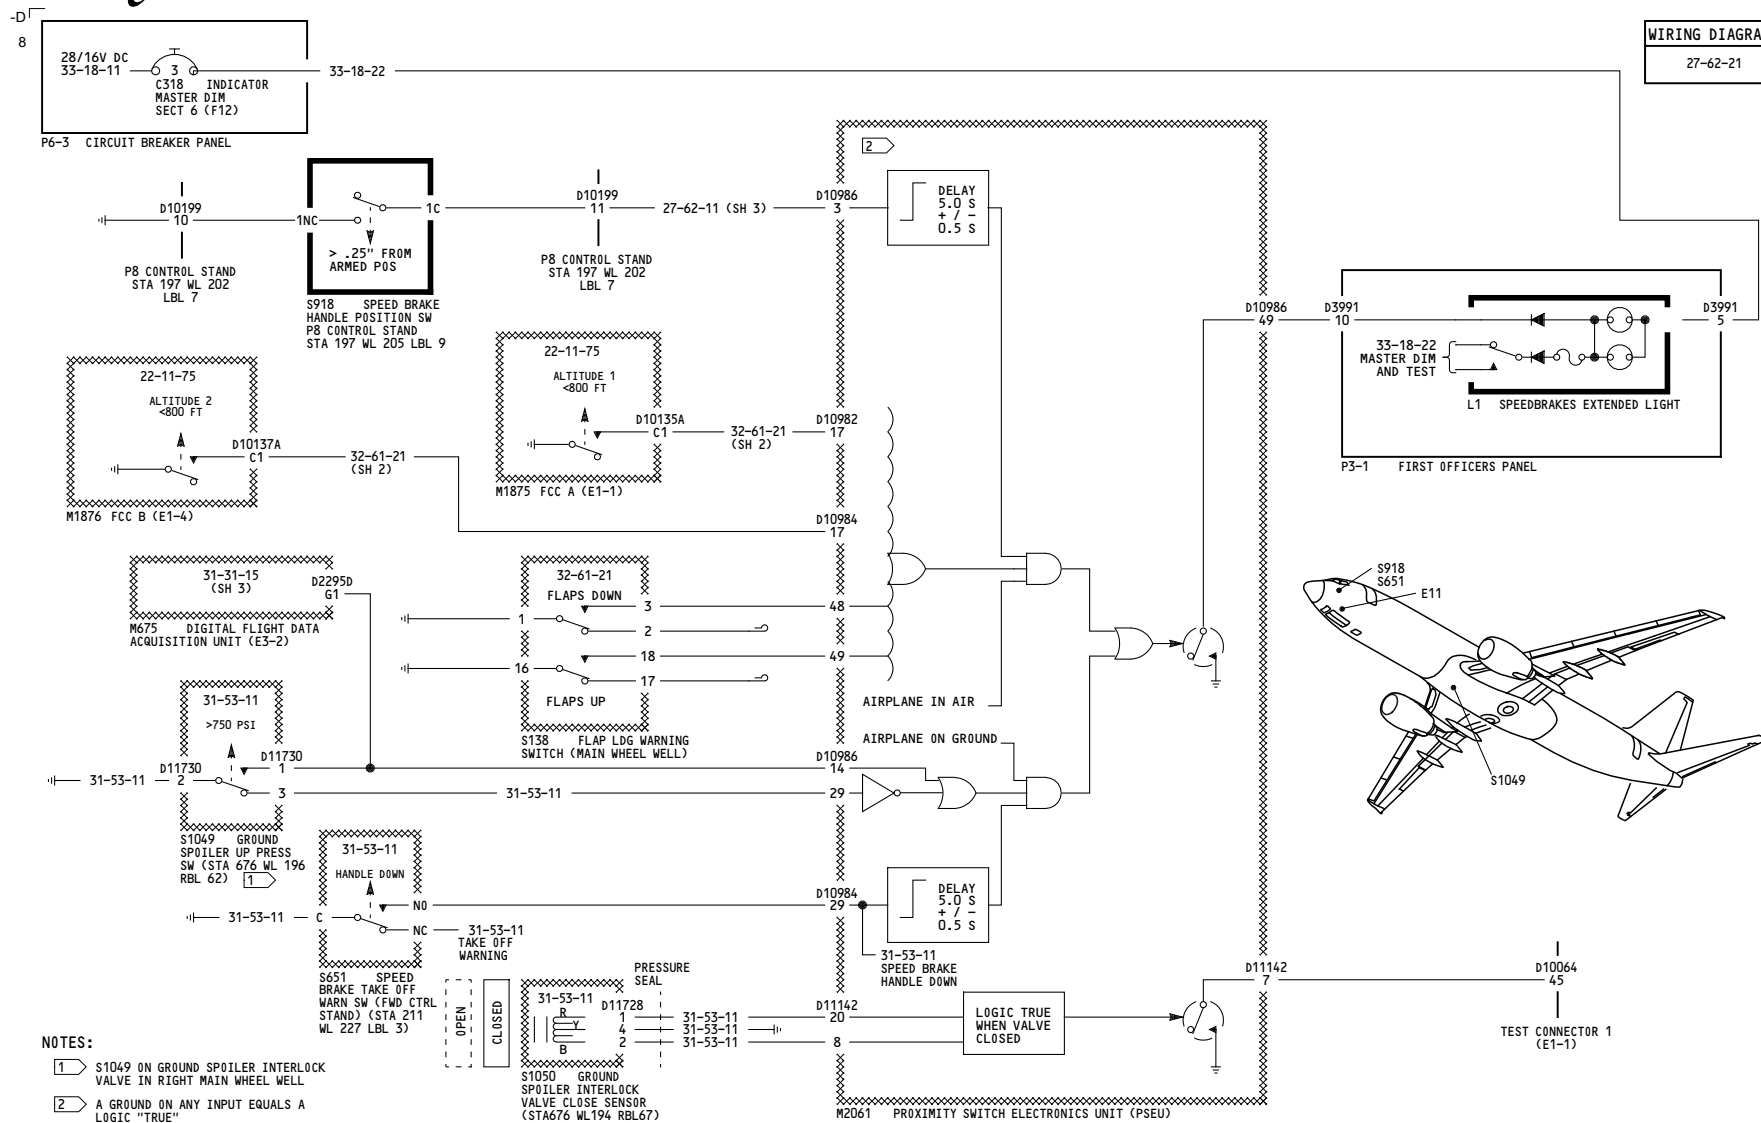 -D
8
28/16V DC
33-18-11
3
C318 INDICATOR
MASTER DIM
SECT 6 (F12)
P6-3 CIRCUIT BREAKER PANEL
33-18-22
WIRING DIAGRA
27-62-21
2
D10199
10
P8 CONTROL STAND
STA 197 WL 202
LBL 7
1NC
1C
> .25" FROM
ARMED POS
S918 SPEED BRAKE
HANDLE POSITION SW
P8 CONTROL STAND
STA 197 WL 205 LBL 9
D10199
11
P8 CONTROL STAND
STA 197 WL 202
LBL 7
27-62-11 (SH 3)
D10986
3
DELAY
5.0 S
+ / -
0.5 S
D10986
49
D3991
10
D3991
5
33-18-22
MASTER DIM
AND TEST
L1 SPEEDBRAKES EXTENDED LIGHT
P3-1 FIRST OFFICERS PANEL
22-11-75
ALTITUDE 1
<800 FT
D10135A
C1
32-61-21
(SH 2)
D10982
17
M1875 FCC A (E1-1)
22-11-75
ALTITUDE 2
<800 FT
D10137A
C1
32-61-21
(SH 2)
M1876 FCC B (E1-4)
D10984
17
31-31-15
(SH 3)
D2295D
G1
M675 DIGITAL FLIGHT DATA
ACQUISITION UNIT (E3-2)
32-61-21
FLAPS DOWN
1
3
2
48
16
18
17
49
FLAPS UP
S138 FLAP LDG WARNING
SWITCH (MAIN WHEEL WELL)
AIRPLANE IN AIR
AIRPLANE ON GROUND
S918
S651
E11
S1049
31-53-11
>750 PSI
31-53-11
D11730
2
D11730
1
3
31-53-11
D10986
14
29
S1049 GROUND
SPOILER UP PRESS
SW (STA 676 WL 196
RBL 62)
1
31-53-11
HANDLE DOWN
31-53-11
C
NO
NC
31-53-11
TAKE OFF
WARNING
D10984
29
DELAY
5.0 S
+ / -
0.5 S
31-53-11
SPEED BRAKE
HANDLE DOWN
S651 SPEED
BRAKE TAKE OFF
WARN SW (FWD CTRL
STAND) (STA 211
WL 227 LBL 3)
OPEN
CLOSED
31-53-11
R
Y
B
D11728
1
4
2
PRESSURE
SEAL
31-53-11
31-53-11
31-53-11
D11142
20
8
LOGIC TRUE
WHEN VALVE
CLOSED
D11142
7
D10064
45
TEST CONNECTOR 1
(E1-1)
S1050 GROUND
SPOILER INTERLOCK
VALVE CLOSE SENSOR
(STA676 WL194 RBL67)
M2061 PROXIMITY SWITCH ELECTRONICS UNIT (PSEU)
NOTES:
1 S1049 ON GROUND SPOILER INTERLOCK
VALVE IN RIGHT MAIN WHEEL WELL
2 A GROUND ON ANY INPUT EQUALS A
LOGIC "TRUE"